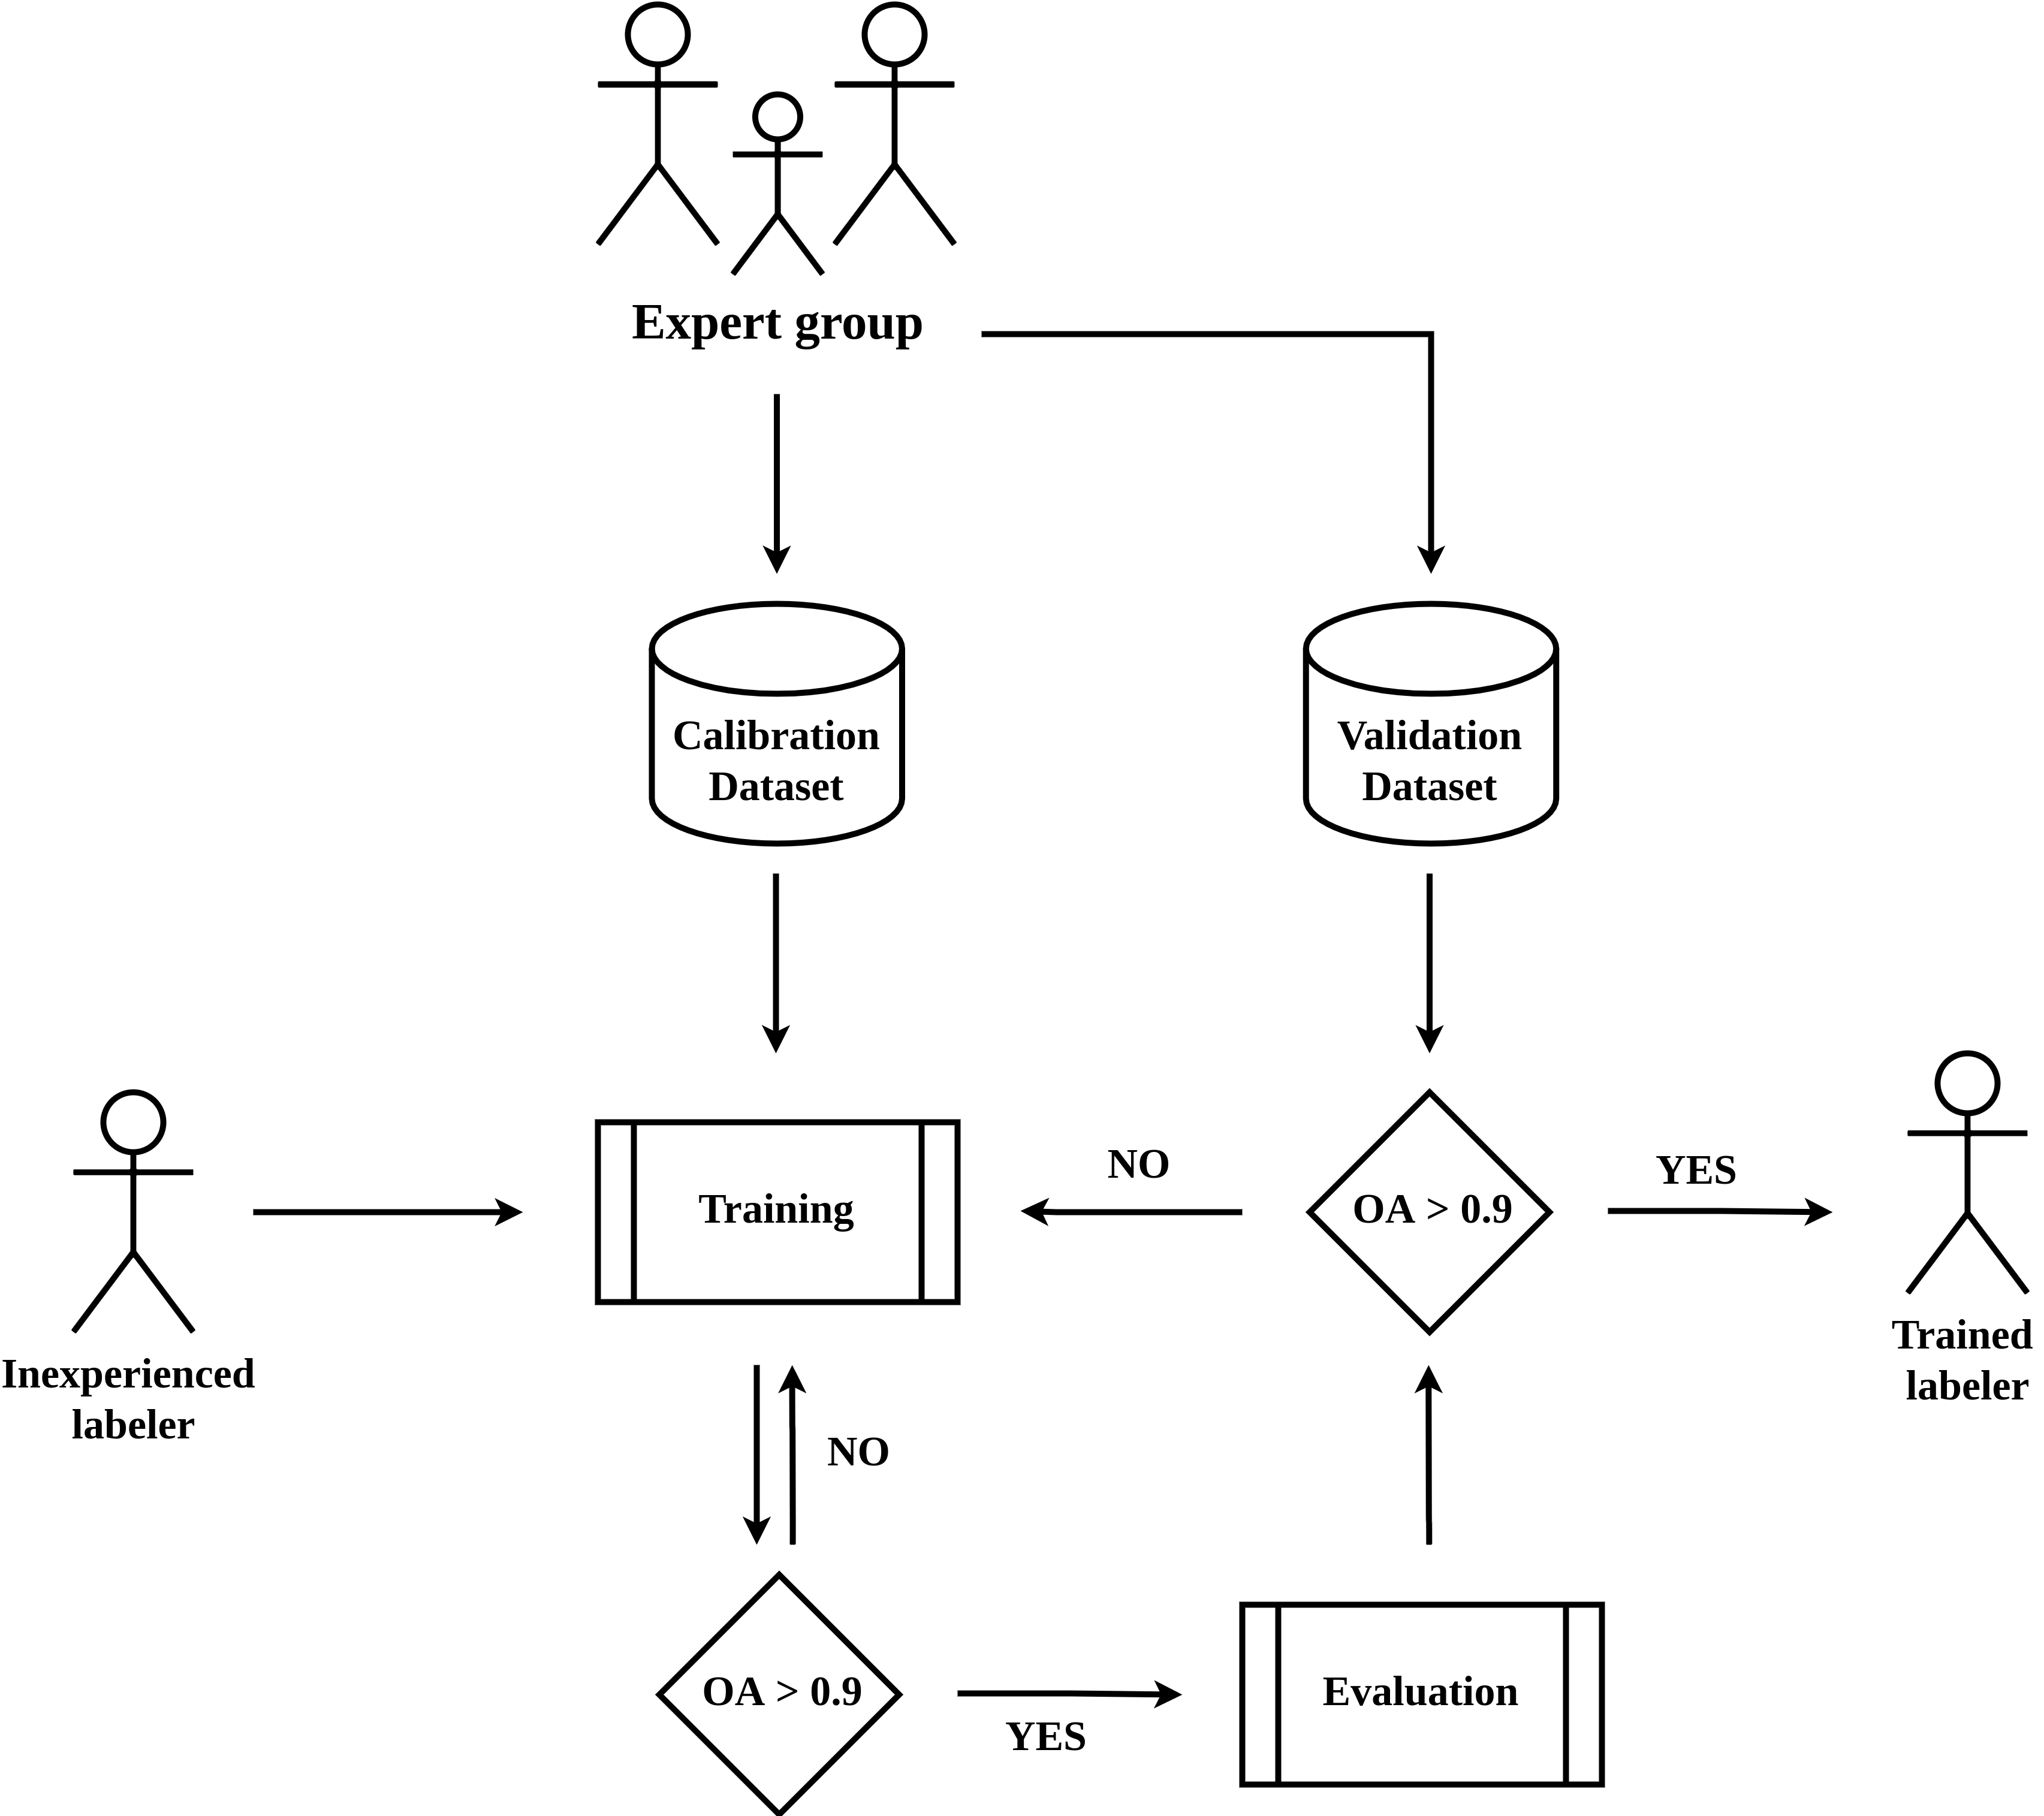 Expert group
Calibration
Dataset
Validation
Dataset
Inexperienced
labeler
Training
NO
OA > 0.9
YES
Trained
labeler
NO
OA > 0.9
YES
Evaluation